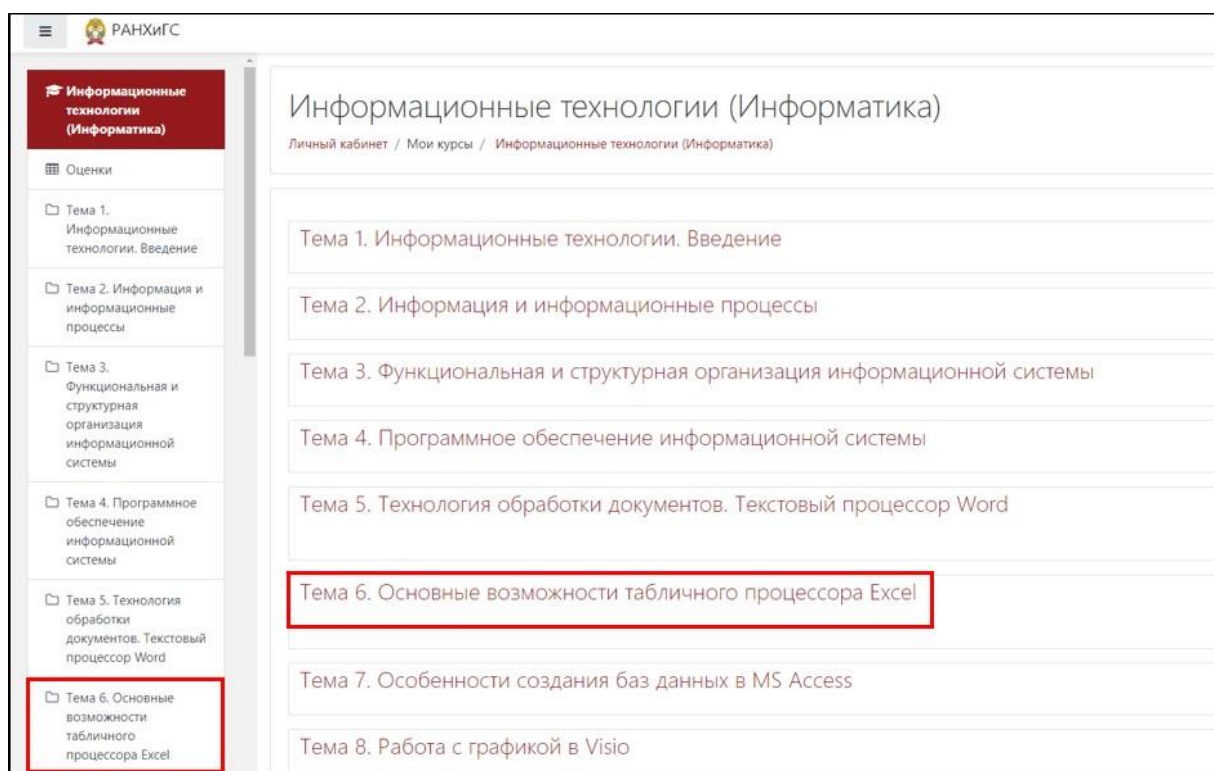 РАНХиГС
Информационные
технологии
(Информатика)
Оценки
Тема 1.
Информационные
технологии. Введение
Тема 2. Информация и
информационные
процессы
Тема 3.
Функциональная и
структурная
организация
информационной
системы
Тема 4. Программное
обеспечение
информационной
системы
Тема 5. Технология
обработки
документов. Текстовый
процессор Word
Тема 6. Основные
возможности
табличного
процессора Excel
Информационные технологии (Информатика)
Личный кабинет / Мои курсы / Информационные технологии (Информатика)
Тема 1. Информационные технологии. Введение
Тема 2. Информация и информационные процессы
Тема 3. Функциональная и структурная организация информационной системы
Тема 4. Программное обеспечение информационной системы
Тема 5. Технология обработки документов. Текстовый процессор Word
Тема 6. Основные возможности табличного процессора Excel
Тема 7. Особенности создания баз данных в MS Access
Тема 8. Работа с графикой в Visio